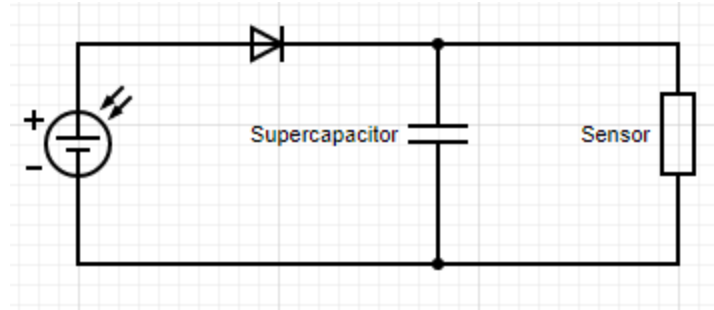 +
Supercapacitor
Sensor
−